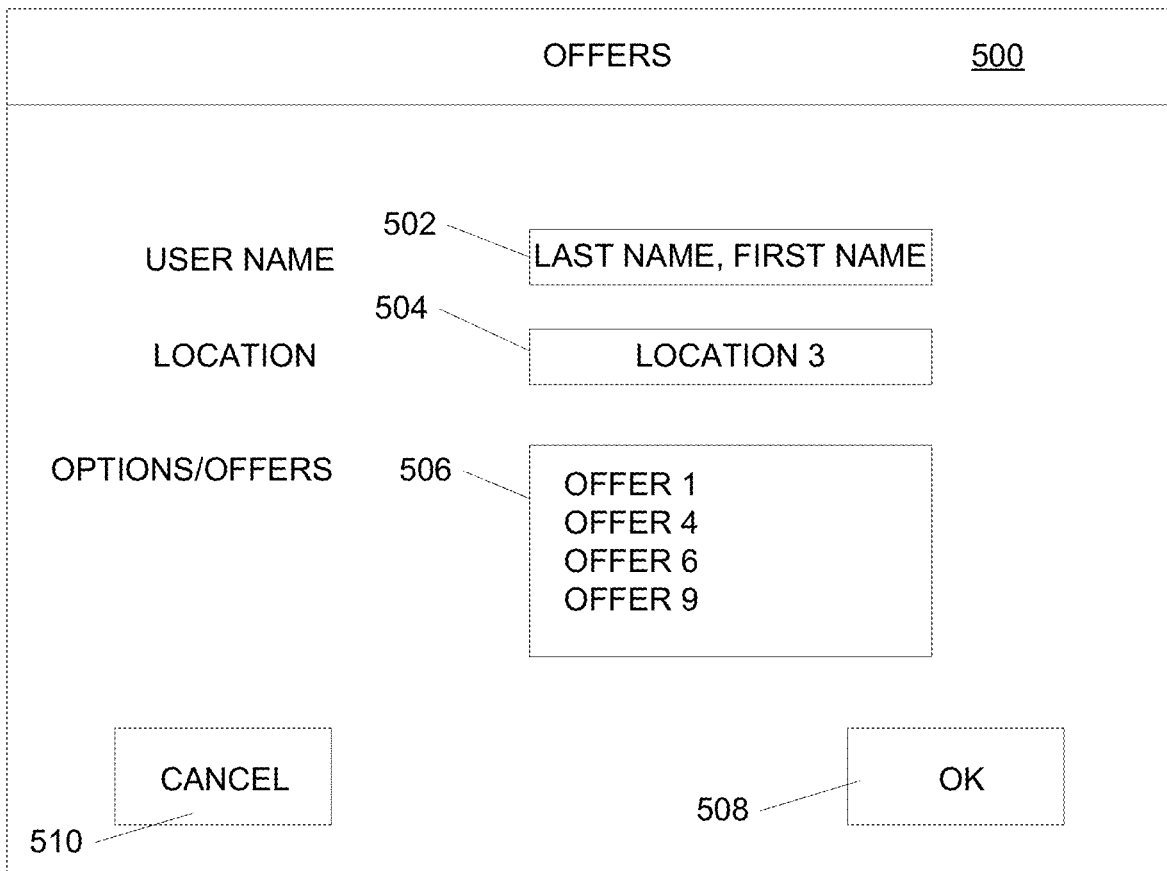 OFFERS 500
502
USER NAME LAST NAME, FIRST NAME
504
LOCATION LOCATION 3
OPTIONS/OFFERS 506
OFFER 1
OFFER 4
OFFER 6
OFFER 9
CANCEL OK
508
510